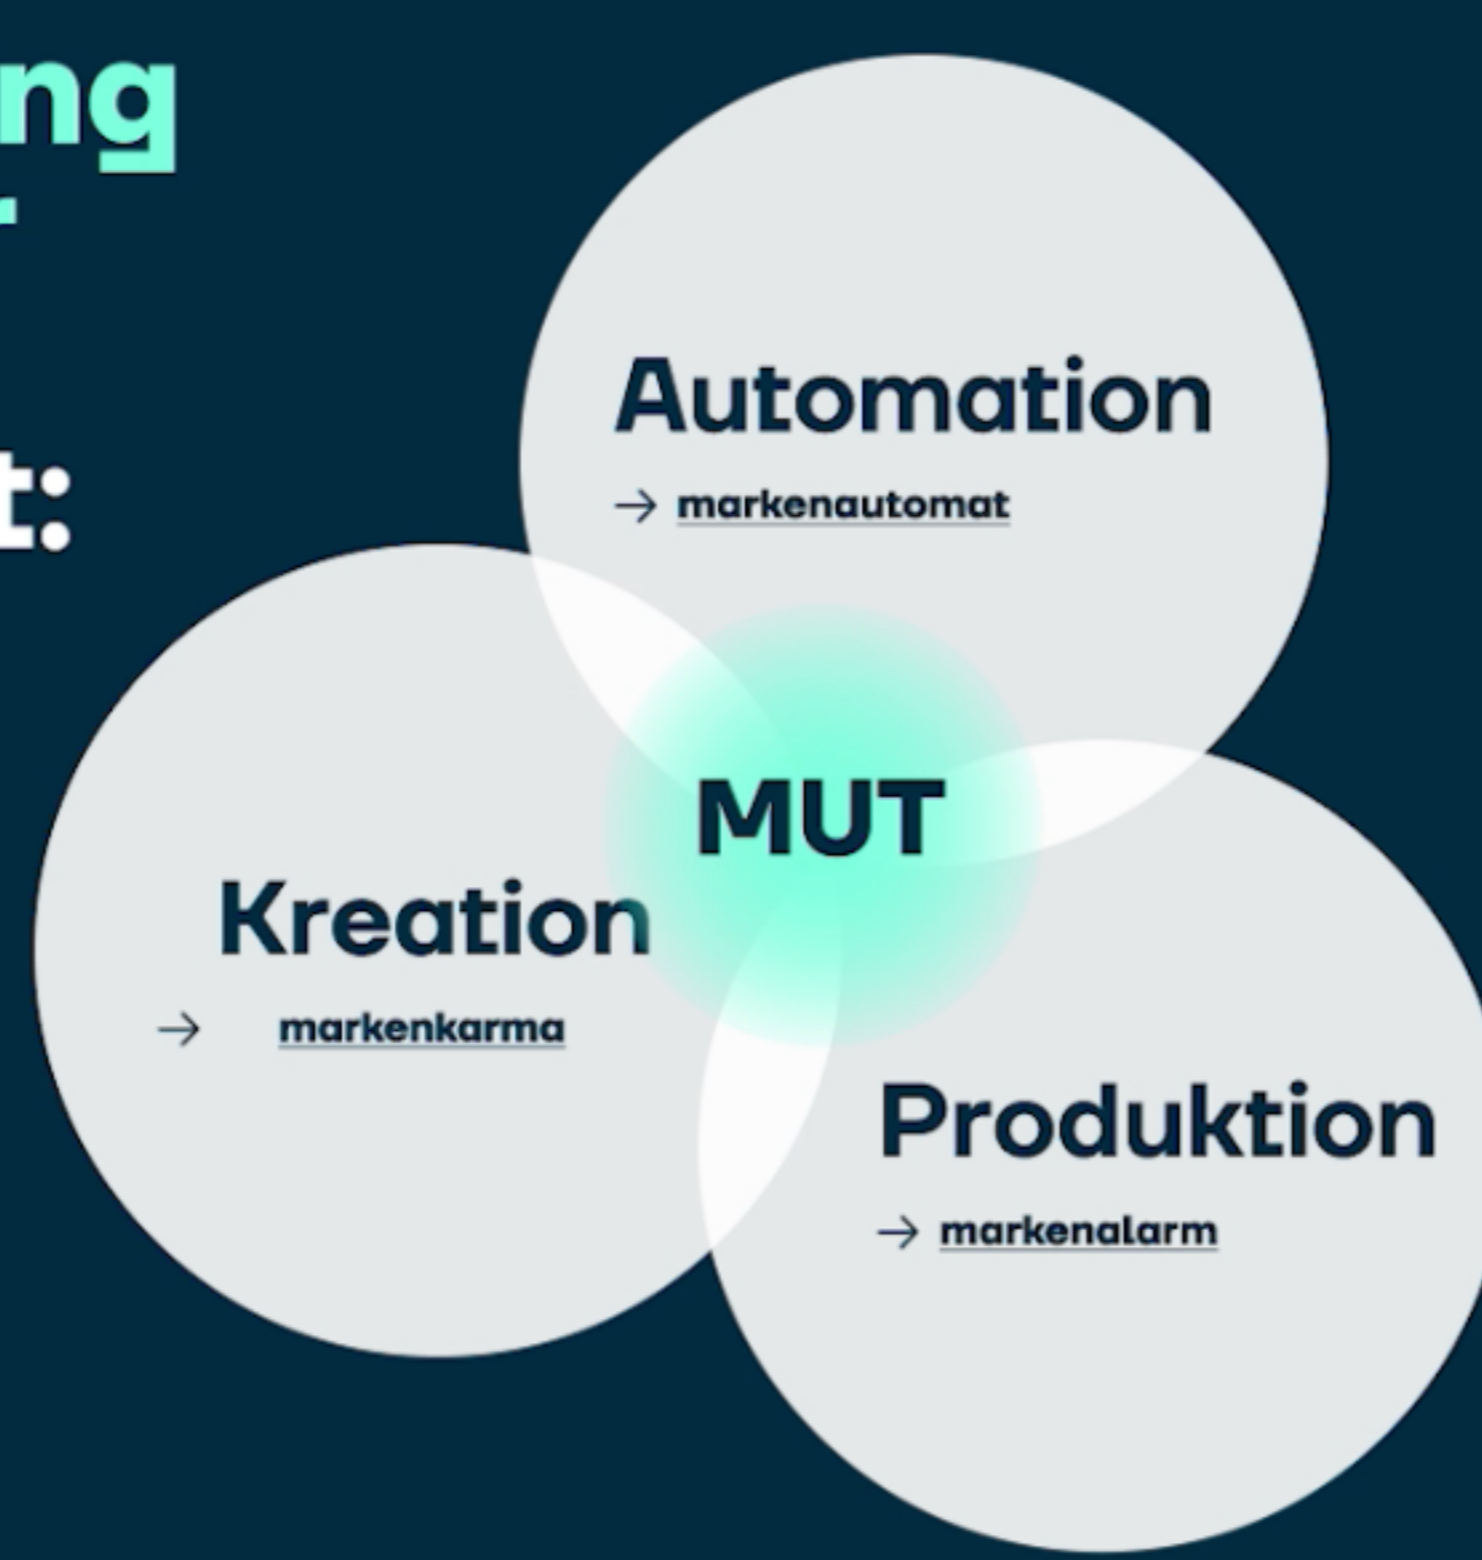 ng
r
t:
Automation
→ markenautomat
MUT
Kreation
→ markenkarma
Produktion
→ markenalarm